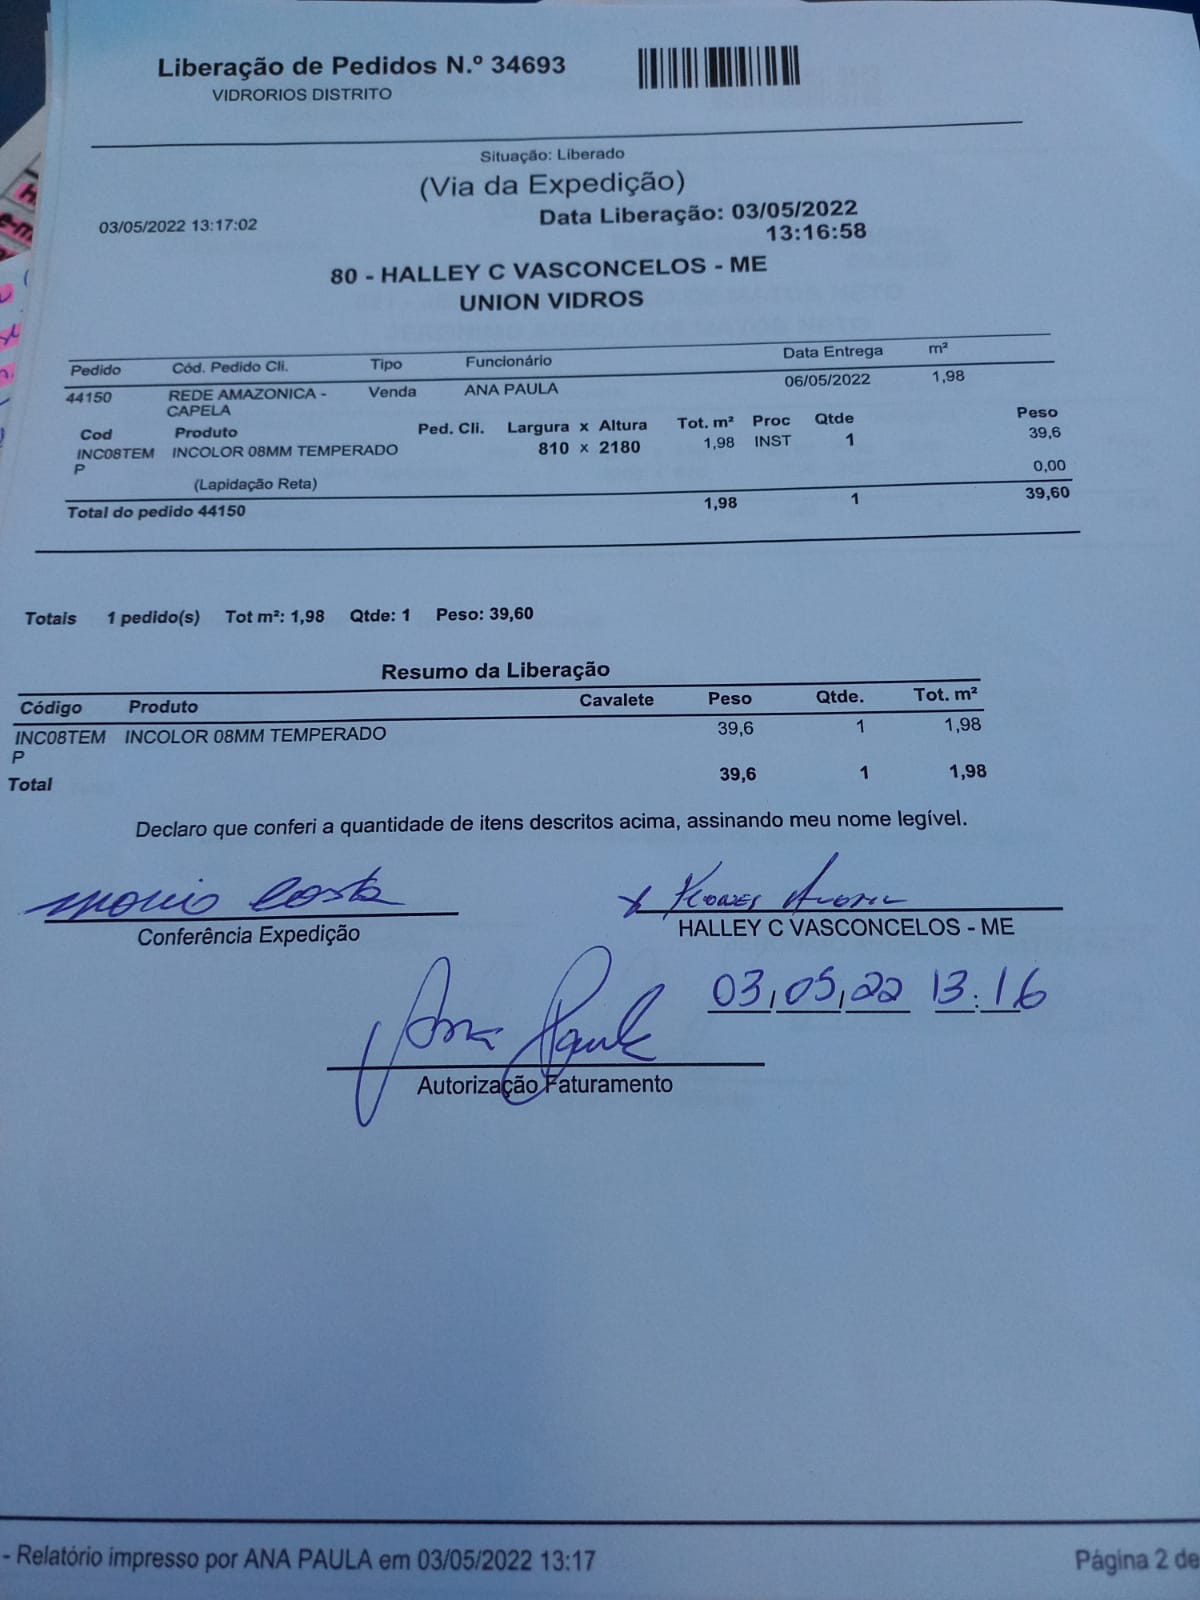 Liberação de Pedidos N.º 34693
VIDRORIOS DISTRITO
Situação: Liberado
(Via da Expedição)
03/05/2022 13:17:02
Data Liberação: 03/05/2022
13:16:58
80 - HALLEY C VASCONCELOS - ME
UNION VIDROS
Pedido Cód. Pedido Cli. Tipo Funcionário Data Entrega m²
44150 REDE AMAZONICA - Venda ANA PAULA 06/05/2022 1,98
CAPELA
Cod Produto Ped. Cli. Largura x Altura Tot. m² Proc Qtde Peso
INC08TEM INCOLOR 08MM TEMPERADO 810 x 2180 1,98 INST 1 39,6
P
(Lapidação Reta) 0,00
Total do pedido 44150 1,98 1 39,60
Totais 1 pedido(s) Tot m²: 1,98 Qtde: 1 Peso: 39,60
Resumo da Liberação
Código Produto Cavalete Peso Qtde. Tot. m²
INC08TEM INCOLOR 08MM TEMPERADO 39,6 1 1,98
P
Total 39,6 1 1,98
Declaro que conferi a quantidade de itens descritos acima, assinando meu nome legível.
Costa
Conferência Expedição
HALLEY C VASCONCELOS - ME
03,05,22 13:16
Ana Paula
Autorização Faturamento
- Relatório impresso por ANA PAULA em 03/05/2022 13:17
Página 2 de